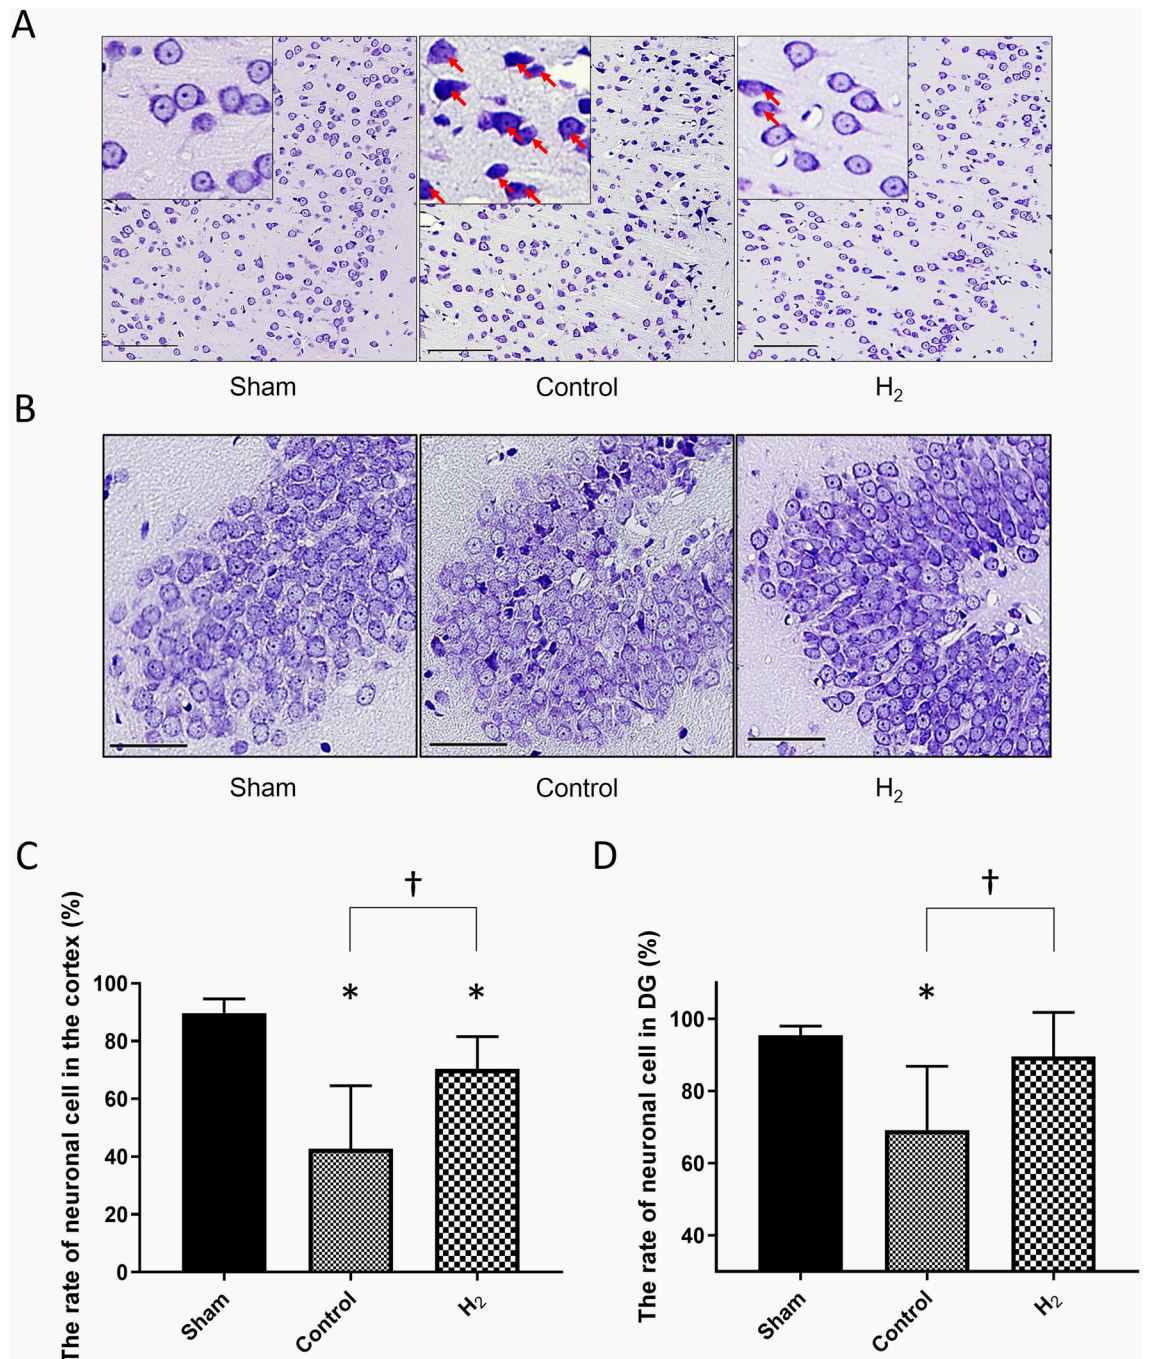 A
Sham Control H₂
B
Sham Control H₂
C
†
The rate of neuronal cell in the cortex (%)
100
80
60
40
20
0
* *
Sham Control H₂
D
†
The rate of neuronal cell in DG (%)
100
80
60
40
*
Sham Control H₂